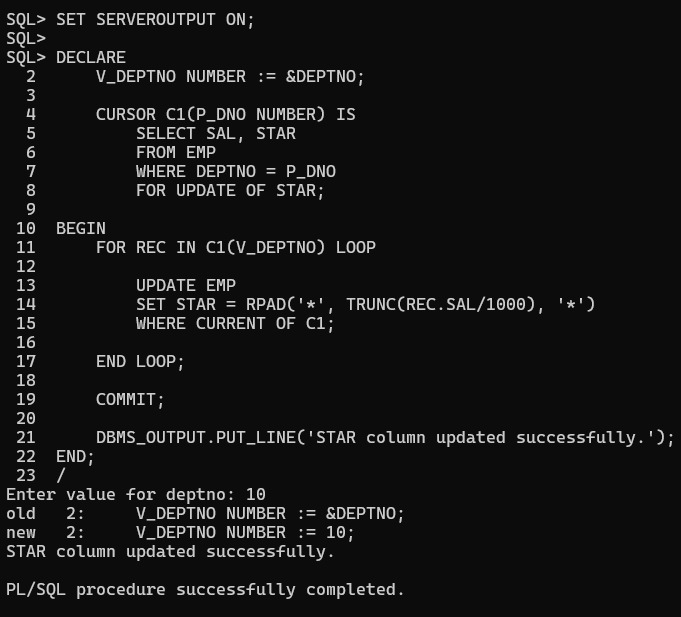 SQL> SET SERVEROUTPUT ON;
SQL>
SQL> DECLARE
  2      V_DEPTNO NUMBER := &DEPTNO;
  3
  4      CURSOR C1(P_DNO NUMBER) IS
  5          SELECT SAL, STAR
  6          FROM EMP
  7          WHERE DEPTNO = P_DNO
  8          FOR UPDATE OF STAR;
  9
 10  BEGIN
 11      FOR REC IN C1(V_DEPTNO) LOOP
 12
 13          UPDATE EMP
 14          SET STAR = RPAD('*', TRUNC(REC.SAL/1000), '*')
 15          WHERE CURRENT OF C1;
 16
 17      END LOOP;
 18
 19      COMMIT;
 20
 21      DBMS_OUTPUT.PUT_LINE('STAR column updated successfully.');
 22  END;
 23  /
Enter value for deptno: 10
old   2:     V_DEPTNO NUMBER := &DEPTNO;
new   2:     V_DEPTNO NUMBER := 10;
STAR column updated successfully.

PL/SQL procedure successfully completed.